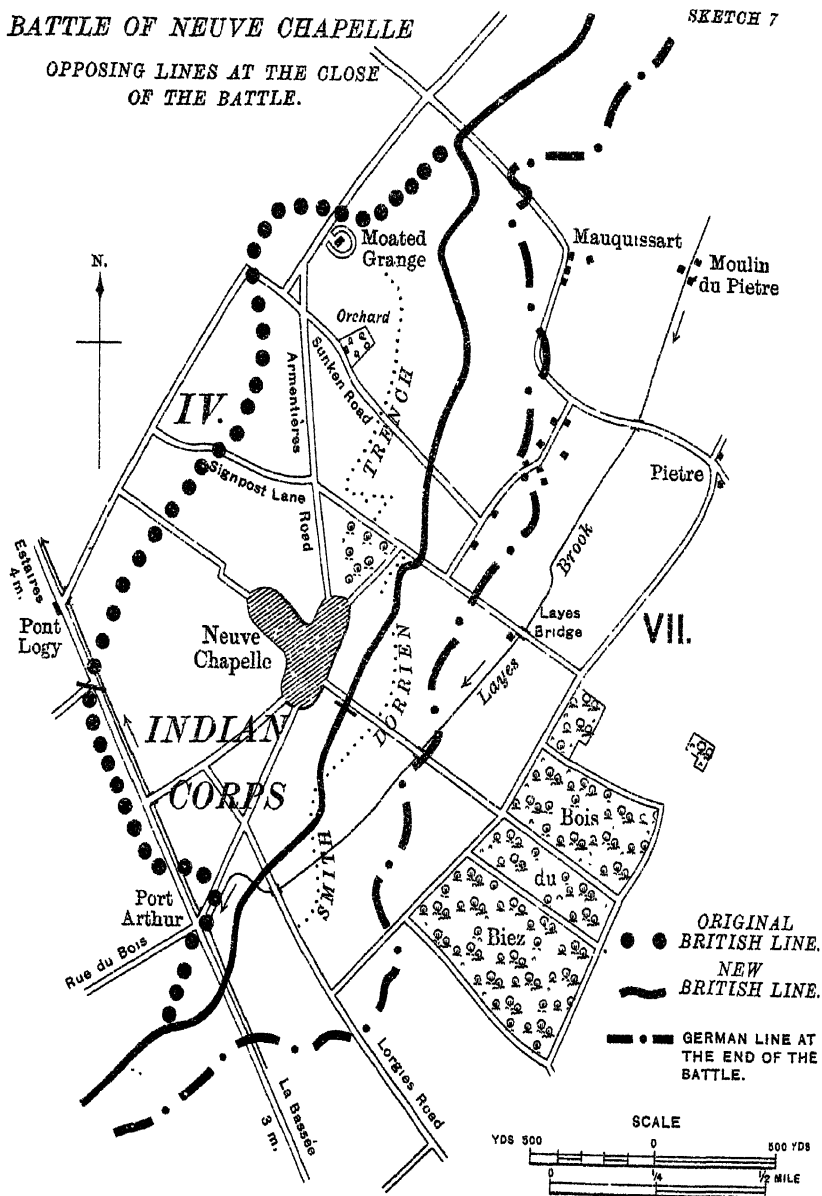 BATTLE OF NEUVE CHAPELLE
SKETCH 7
OPPOSING LINES AT THE CLOSE
OF THE BATTLE.
N.
Moated
Grange
Mauquissart
Moulin
du Pietre
Orchard
Sunken Road
Armentières
Road
TRENCH
IV.
Signpost Lane
Pietre
Estaires
4 m.
Pont
Logy
Neuve
Chapelle
Brook
Layes
Bridge
VII.
Layes
DORRIEN
INDIAN
CORPS
SMITH
Bois
du
Biez
Port
Arthur
Rue du Bois
ORIGINAL
BRITISH LINE.
NEW
BRITISH LINE.
GERMAN LINE AT
THE END OF THE
BATTLE.
Lorgies Road
La Bassée
3 m.
SCALE
YDS 500 0 500 YDS
0 1/4 1/2 MILE